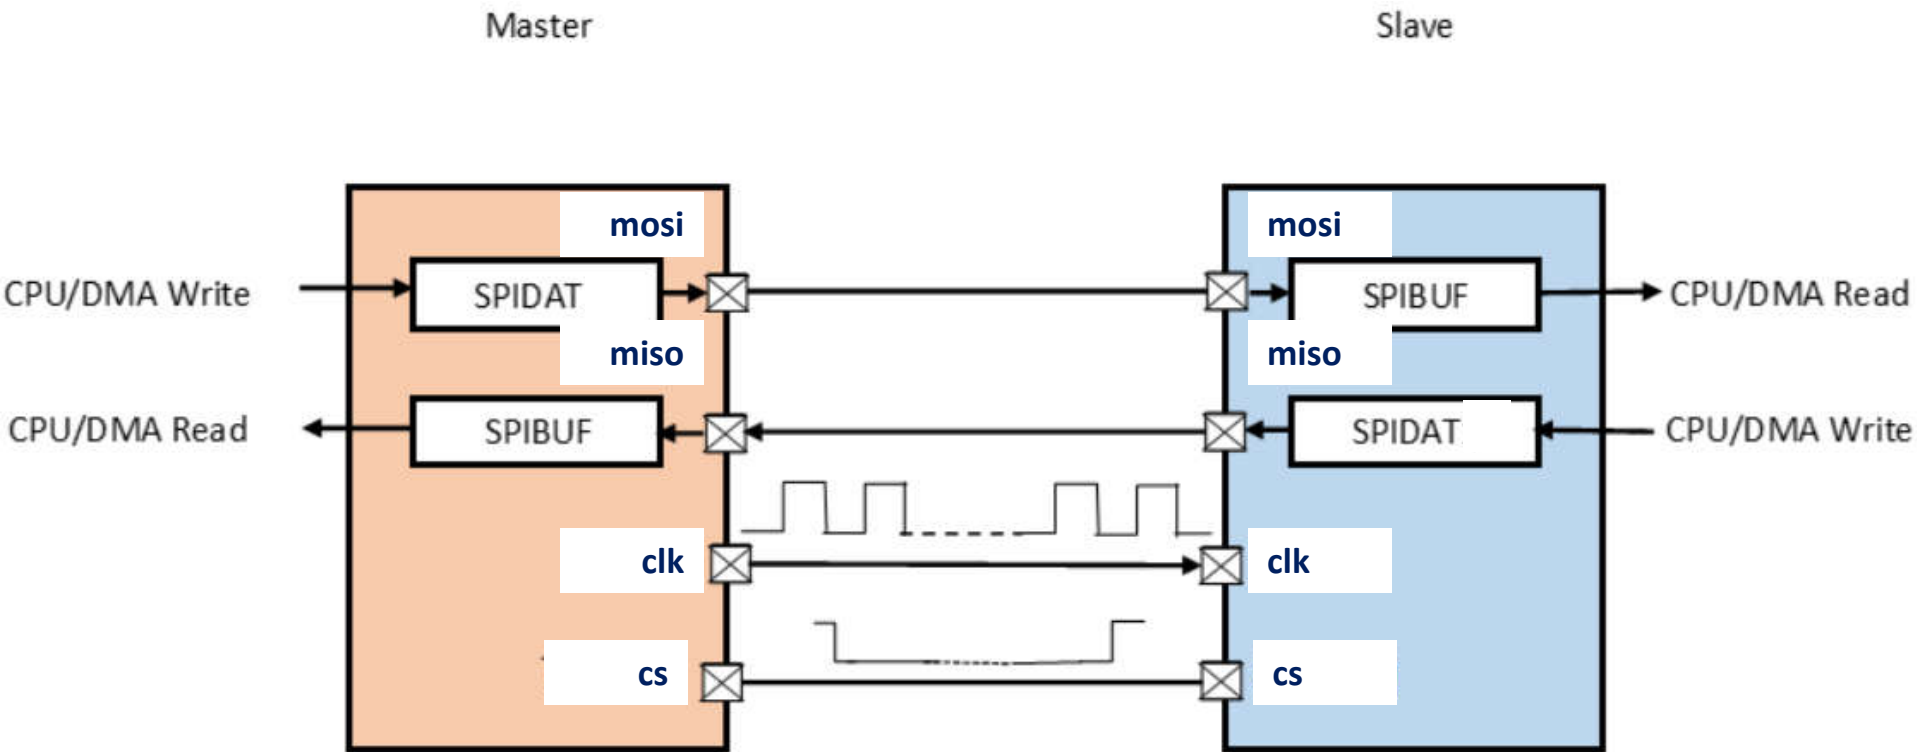 Master
Slave
mosi
mosi
CPU/DMA Write
SPIDAT
SPIBUF
CPU/DMA Read
miso
miso
CPU/DMA Read
SPIBUF
SPIDAT
CPU/DMA Write
clk
clk
cs
cs